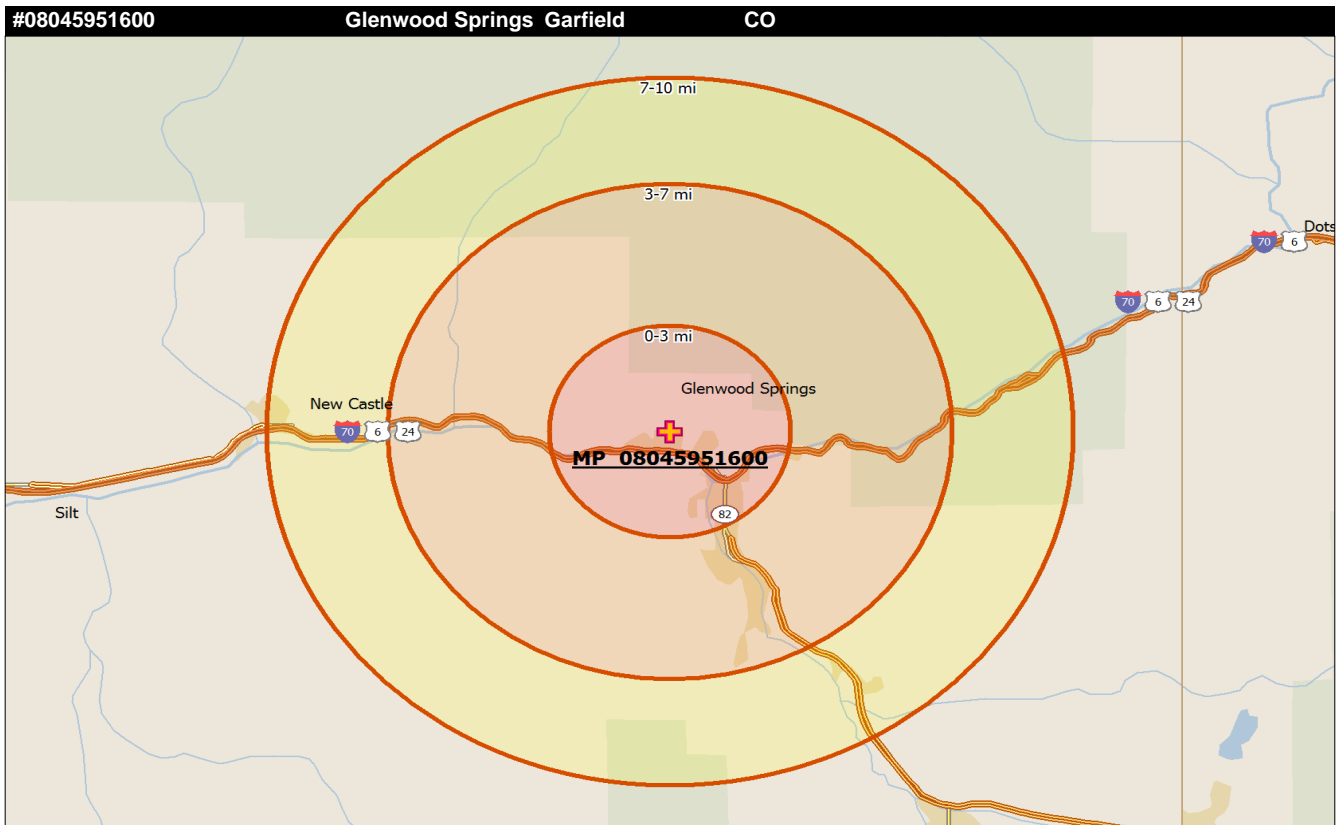 #08045951600 Glenwood Springs Garfield CO
7-10 mi
3-7 mi
Dots
70 6
70 6 24
0-3 mi
Glenwood Springs
New Castle
70 6 24
MP 08045951600
Silt
82